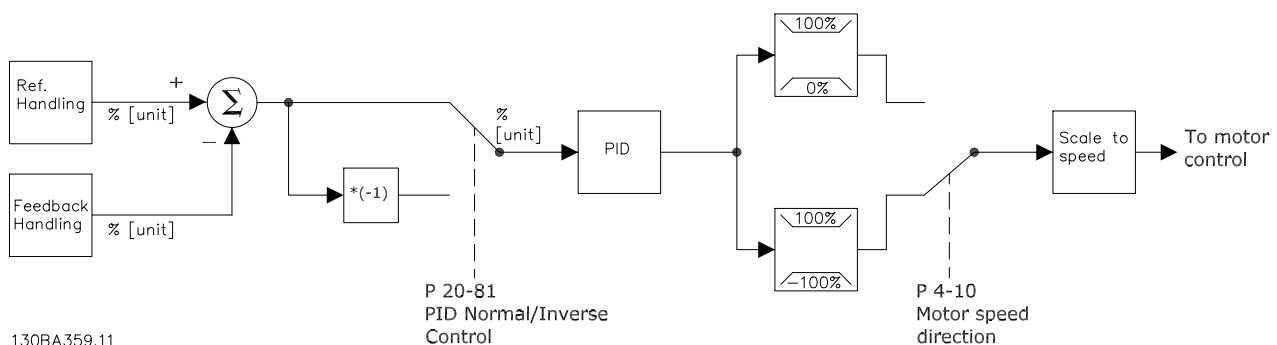 Ref.
Handling
+
% [unit]
Σ
−
Feedback
Handling
% [unit]
*(-1)
%
[unit]
P 20-81
PID Normal/Inverse
Control
PID
100%
0%
100%
-100%
P 4-10
Motor speed
direction
Scale to
speed
To motor
control
130BA359.11